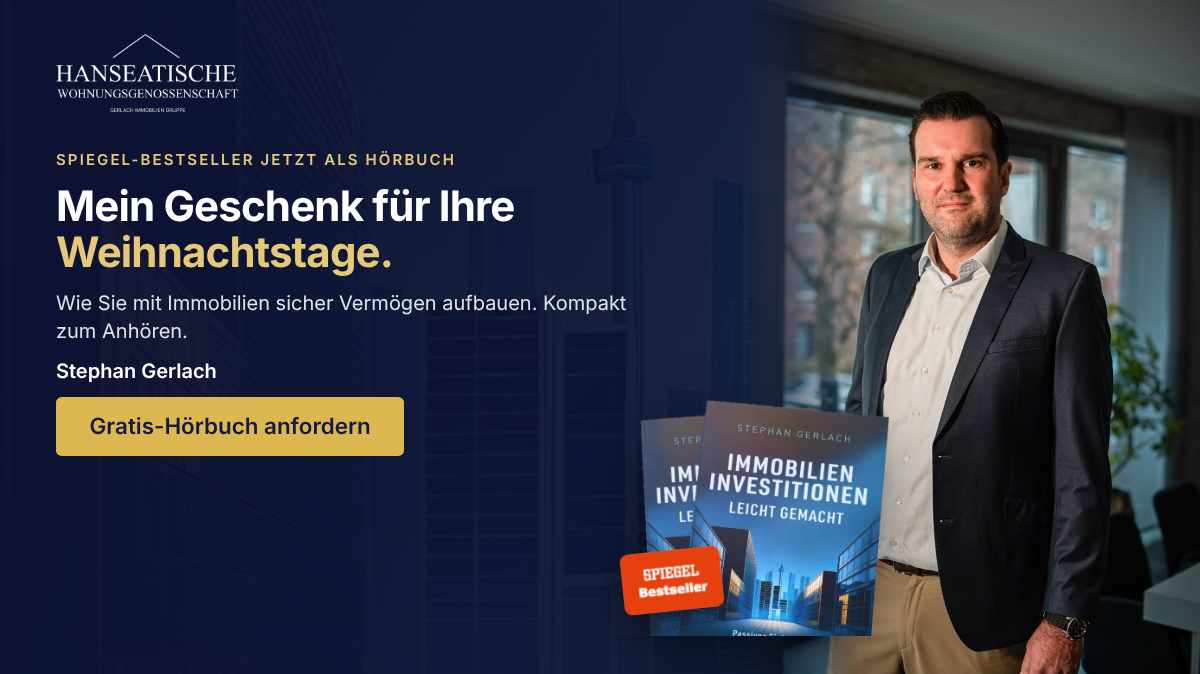 HANSEATISCHE
WOHNUNGSGENOSSENSCHAFT
GERLACH IMMOBILIEN GRUPPE
SPIEGEL-BESTSELLER JETZT ALS HÖRBUCH
Mein Geschenk für Ihre
Weihnachtstage.
Wie Sie mit Immobilien sicher Vermögen aufbauen. Kompakt
zum Anhören.
Stephan Gerlach
Gratis-Hörbuch anfordern
STEPHAN GERLACH
IMMOBILIEN
INVESTITIONEN
LEICHT GEMACHT
SPIEGEL
Bestseller